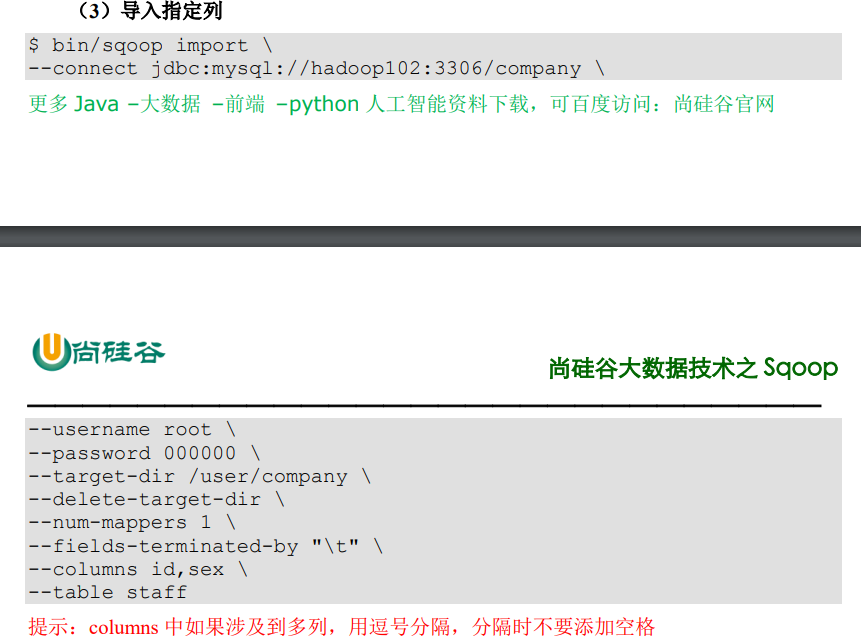 （3）导入指定列
$ bin/sqoop import \
--connect jdbc:mysql://hadoop102:3306/company \
更多 Java –大数据 –前端 –python 人工智能资料下载，可百度访问：尚硅谷官网
尚硅谷
尚硅谷大数据技术之 Sqoop
--username root \
--password 000000 \
--target-dir /user/company \
--delete-target-dir \
--num-mappers 1 \
--fields-terminated-by "\t" \
--columns id,sex \
--table staff
提示：columns 中如果涉及到多列，用逗号分隔，分隔时不要添加空格